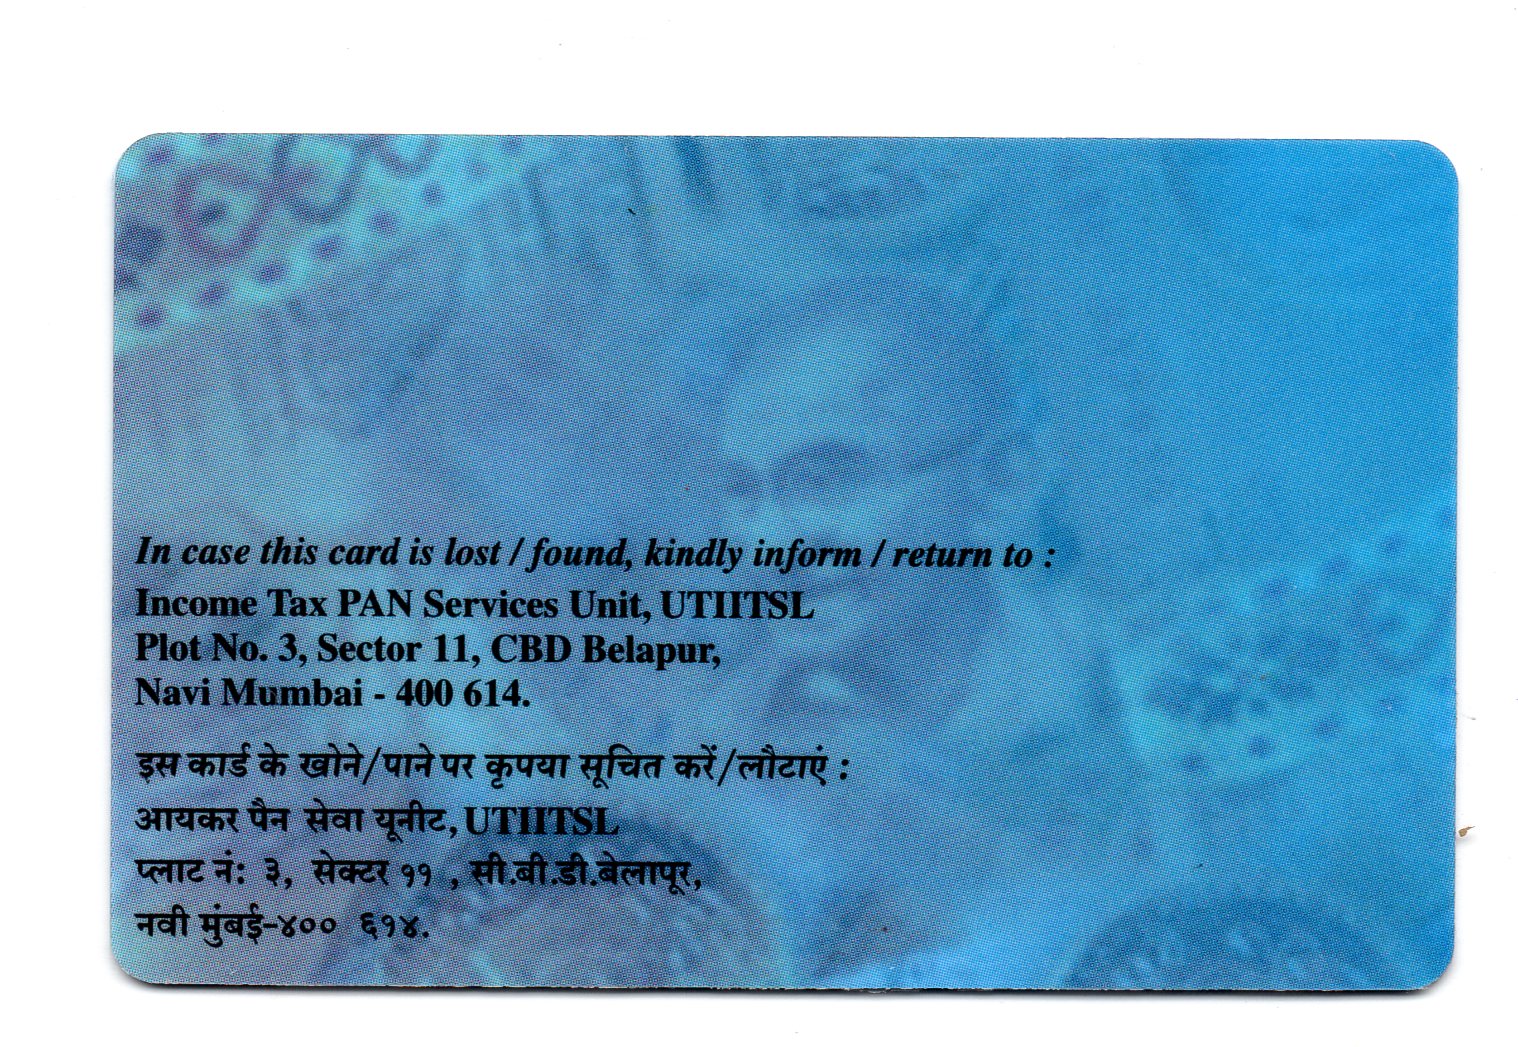 In case this card is lost / found, kindly inform / return to :
Income Tax PAN Services Unit, UTIITSL
Plot No. 3, Sector 11, CBD Belapur,
Navi Mumbai - 400 614.
इस कार्ड के खोने/पाने पर कृपया सूचित करें/लौटाएं :
आयकर पैन सेवा यूनीट, UTIITSL
प्लाट नं: ३, सेक्टर ११ , सी.बी.डी.बेलापूर,
नवी मुंबई-४०० ६१४.